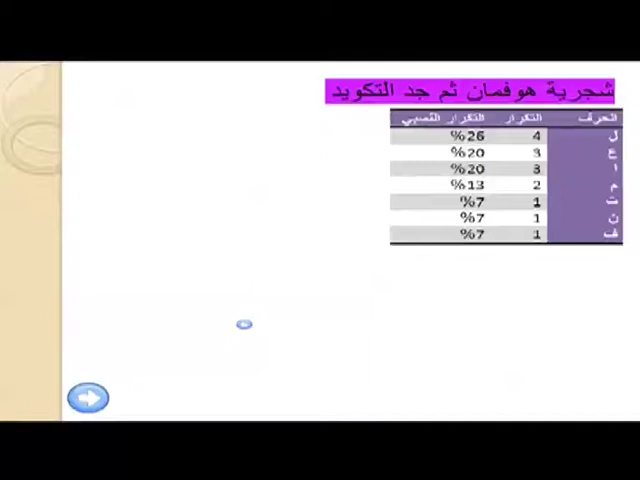 شجرية هوفمان ثم جد التكويد
الحرف التكرار التكرار النسبي
ل 4 %26
ع 3 %20
ا 3 %20
م 2 %13
1 %7
ن 1 %7
ف 1 %7